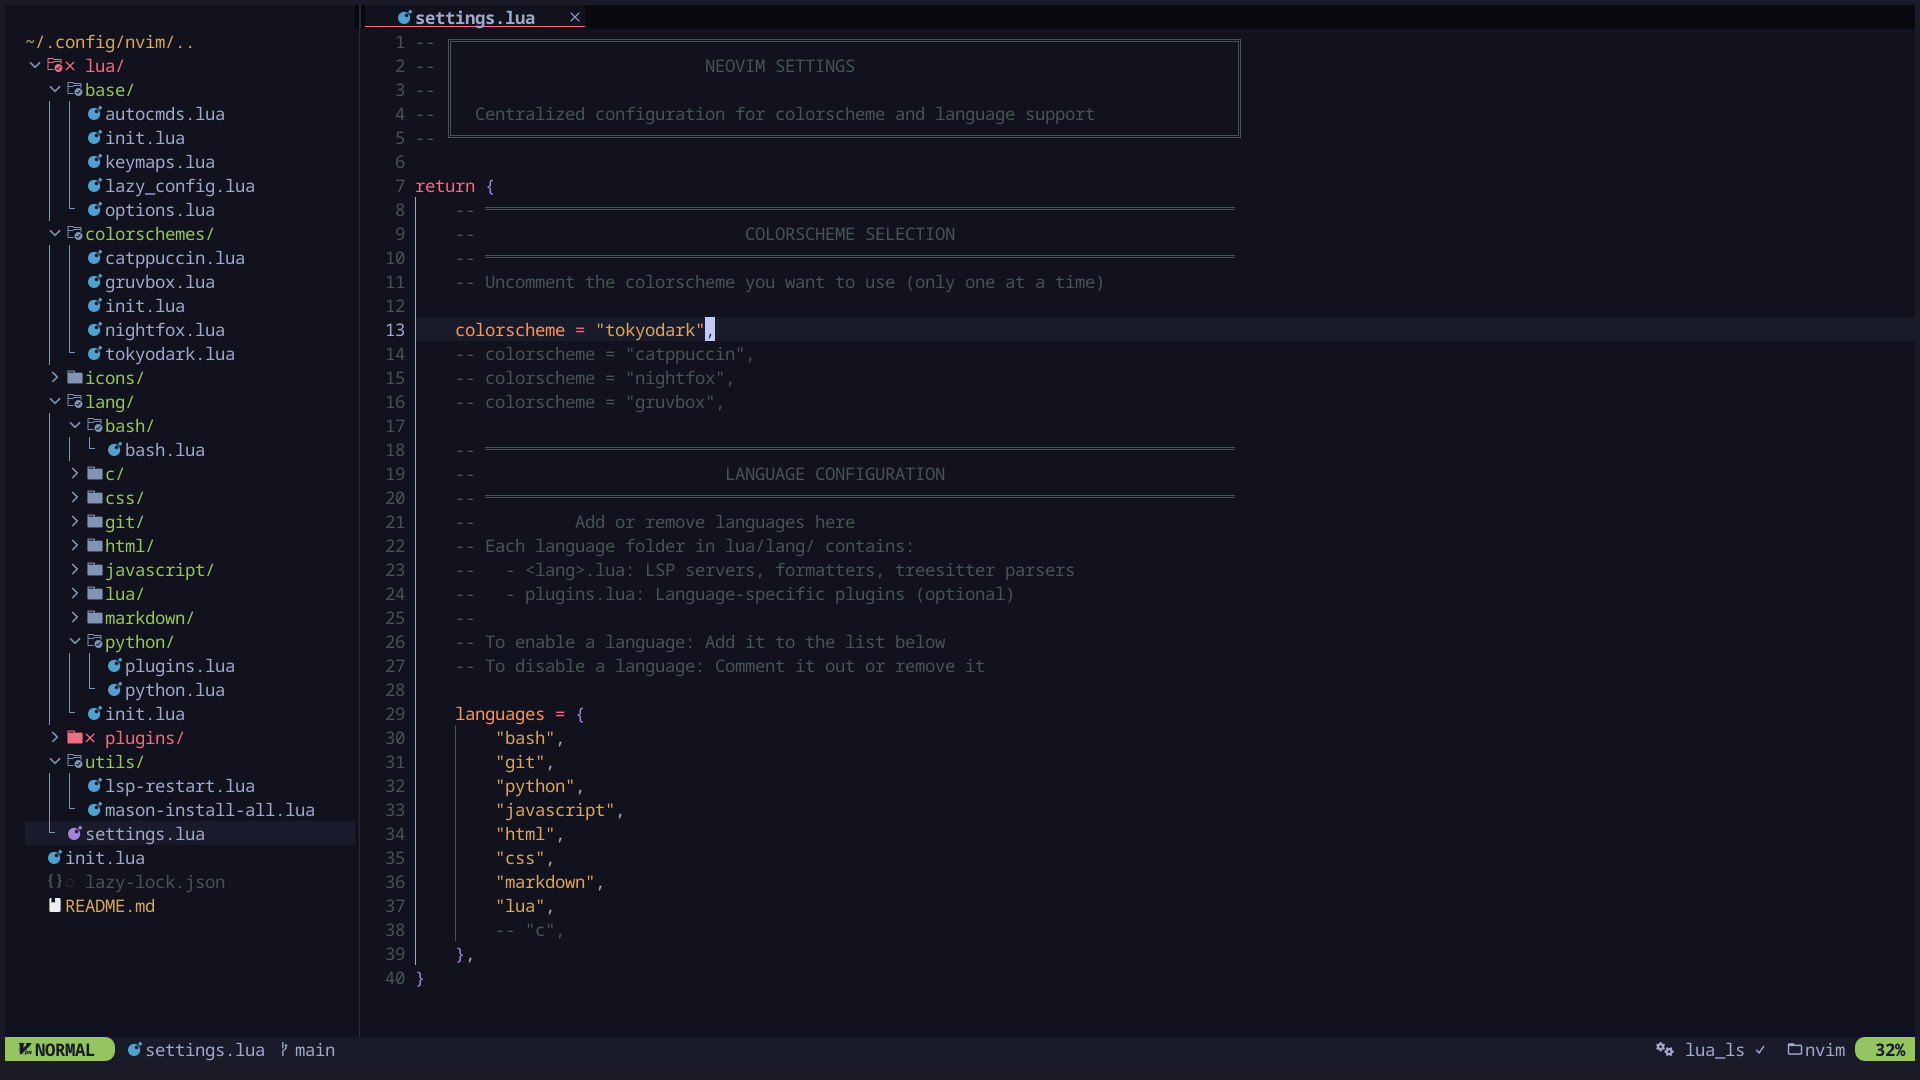 ~/.config/nvim/..
lua/
base/
autocmds.lua
init.lua
keymaps.lua
lazy_config.lua
options.lua
colorschemes/
catppuccin.lua
gruvbox.lua
init.lua
nightfox.lua
tokyodark.lua
icons/
lang/
bash/
bash.lua
c/
css/
git/
html/
javascript/
lua/
markdown/
python/
plugins.lua
python.lua
init.lua
plugins/
utils/
lsp-restart.lua
mason-install-all.lua
settings.lua
init.lua
{} lazy-lock.json
README.md
settings.lua ×
1 --
2 -- NEOVIM SETTINGS
3 --
4 -- Centralized configuration for colorscheme and language support
5 --
6
7 return {
8 --
9 -- COLORSCHEME SELECTION
10 --
11 -- Uncomment the colorscheme you want to use (only one at a time)
12
13 colorscheme = "tokyodark",
14 -- colorscheme = "catppuccin",
15 -- colorscheme = "nightfox",
16 -- colorscheme = "gruvbox",
17
18 --
19 -- LANGUAGE CONFIGURATION
20 --
21 -- Add or remove languages here
22 -- Each language folder in lua/lang/ contains:
23 -- - <lang>.lua: LSP servers, formatters, treesitter parsers
24 -- - plugins.lua: Language-specific plugins (optional)
25 --
26 -- To enable a language: Add it to the list below
27 -- To disable a language: Comment it out or remove it
28
29 languages = {
30 "bash",
31 "git",
32 "python",
33 "javascript",
34 "html",
35 "css",
36 "markdown",
37 "lua",
38 -- "c",
39 },
40 }
NORMAL settings.lua main lua_ls ✓ nvim 32%